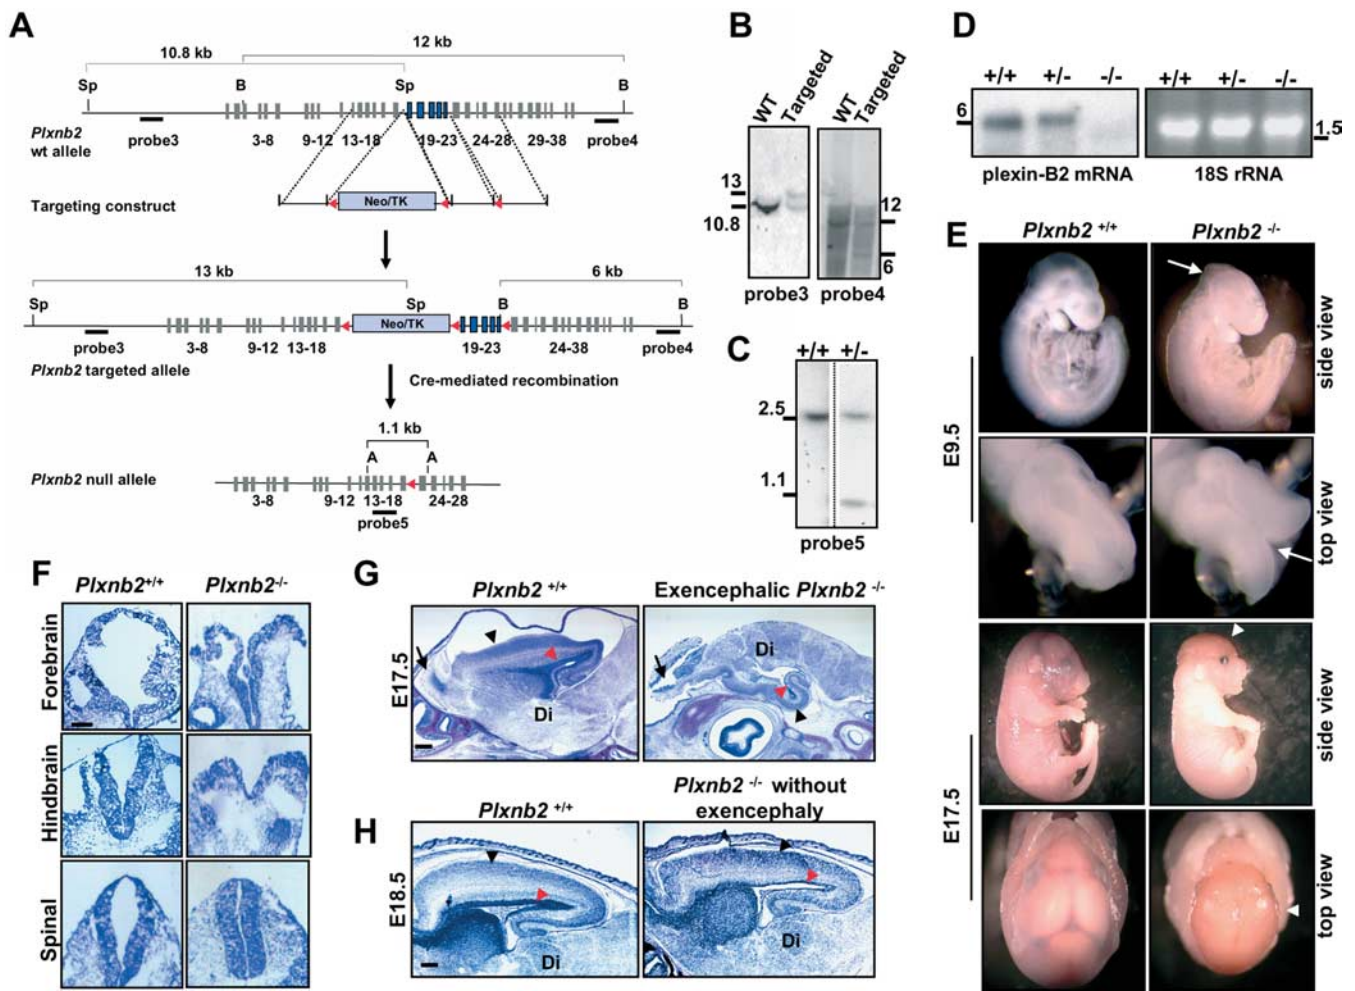 A
10.8 kb
12 kb
Sp
B
Sp
B
Plxnb2
wt allele
probe3
3-8
9-12
13-18
19-23
24-28
29-38
probe4
Targeting construct
Neo/TK
13 kb
6 kb
Sp
Sp
B
B
Neo/TK
probe3
3-8
9-12
13-18
19-23
24-38
probe4
Plxnb2 targeted allele
Cre-mediated recombination
1.1 kb
A
A
Plxnb2 null allele
3-8
9-12
13-18
24-28
probe5
B
WT
Targeted
WT
Targeted
13
10.8
12
6
probe3
probe4
C
+/+
+/-
2.5
1.1
probe5
D
+/+
+/-
-/-
+/+
+/-
-/-
6
1.5
plexin-B2 mRNA
18S rRNA
E
Plxnb2 +/+
Plxnb2 -/-
E9.5
side view
top view
E17.5
side view
top view
F
Plxnb2+/+
Plxnb2-/-
Forebrain
Hindbrain
Spinal
G
Plxnb2 +/+
Exencephalic Plxnb2 -/-
E17.5
Di
Di
H
Plxnb2 +/+
Plxnb2 -/- without
exencephaly
E18.5
Di
Di